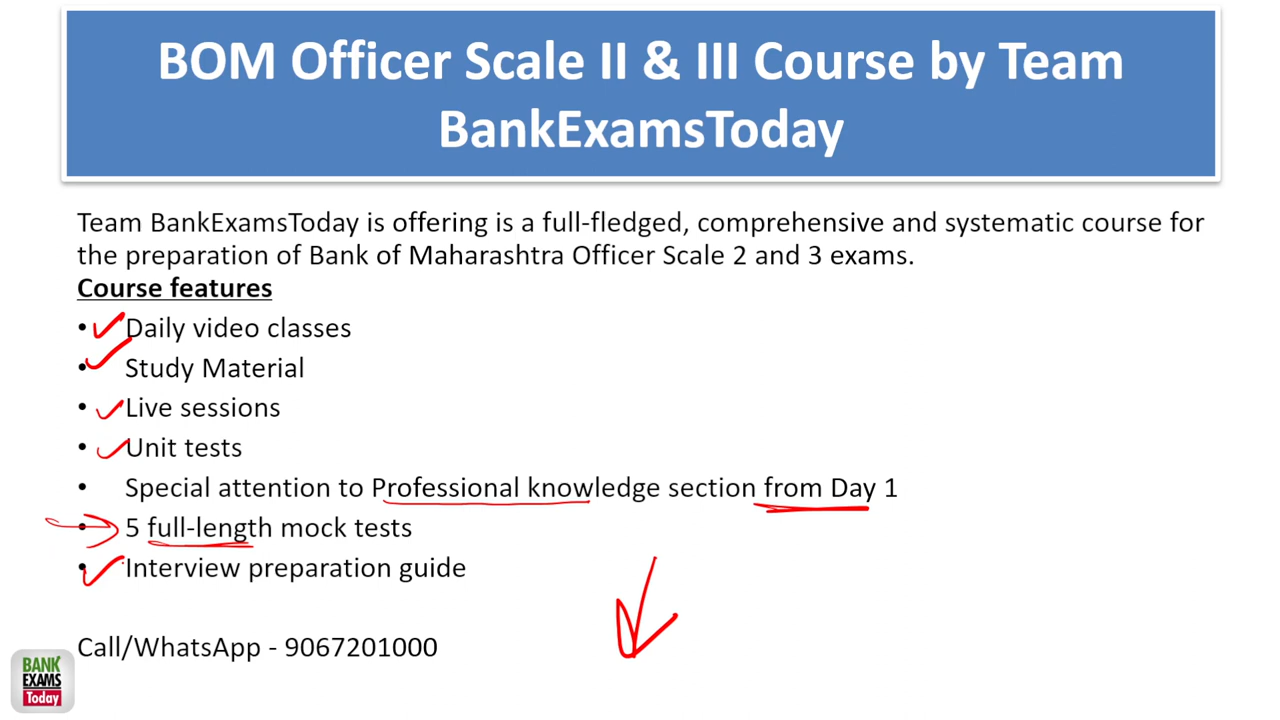 BOM Officer Scale II & III Course by Team
BankExamsToday
Team BankExamsToday is offering is a full-fledged, comprehensive and systematic course for
the preparation of Bank of Maharashtra Officer Scale 2 and 3 exams.
Course features
• Daily video classes
• Study Material
• Live sessions
• Unit tests
• Special attention to Professional knowledge section from Day 1
• 5 full-length mock tests
• Interview preparation guide
Call/WhatsApp - 9067201000
BANK
EXAMS
Today